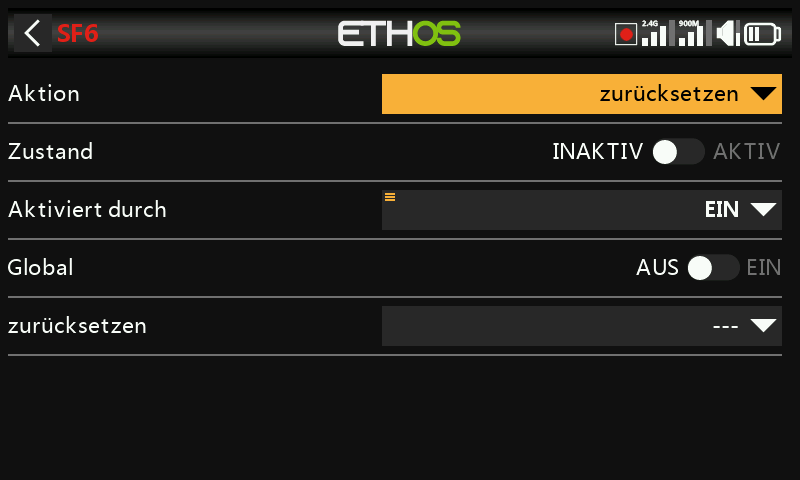 SF6 ETHOS 2.4G 900M
Aktion zurücksetzen
Zustand INAKTIV AKTIV
Aktiviert durch EIN
Global AUS EIN
zurücksetzen ---